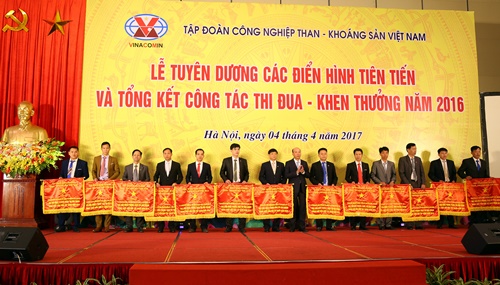 VINACOMIN
TẬP ĐOÀN CÔNG NGHIỆP THAN - KHOÁNG SẢN VIỆT NAM
LỄ TUYÊN DƯƠNG CÁC ĐIỂN HÌNH TIÊN TIẾN
VÀ TỔNG KẾT CÔNG TÁC THI ĐUA - KHEN THƯỞNG NĂM 2016
Hà Nội, ngày 04 tháng 4 năm 2017